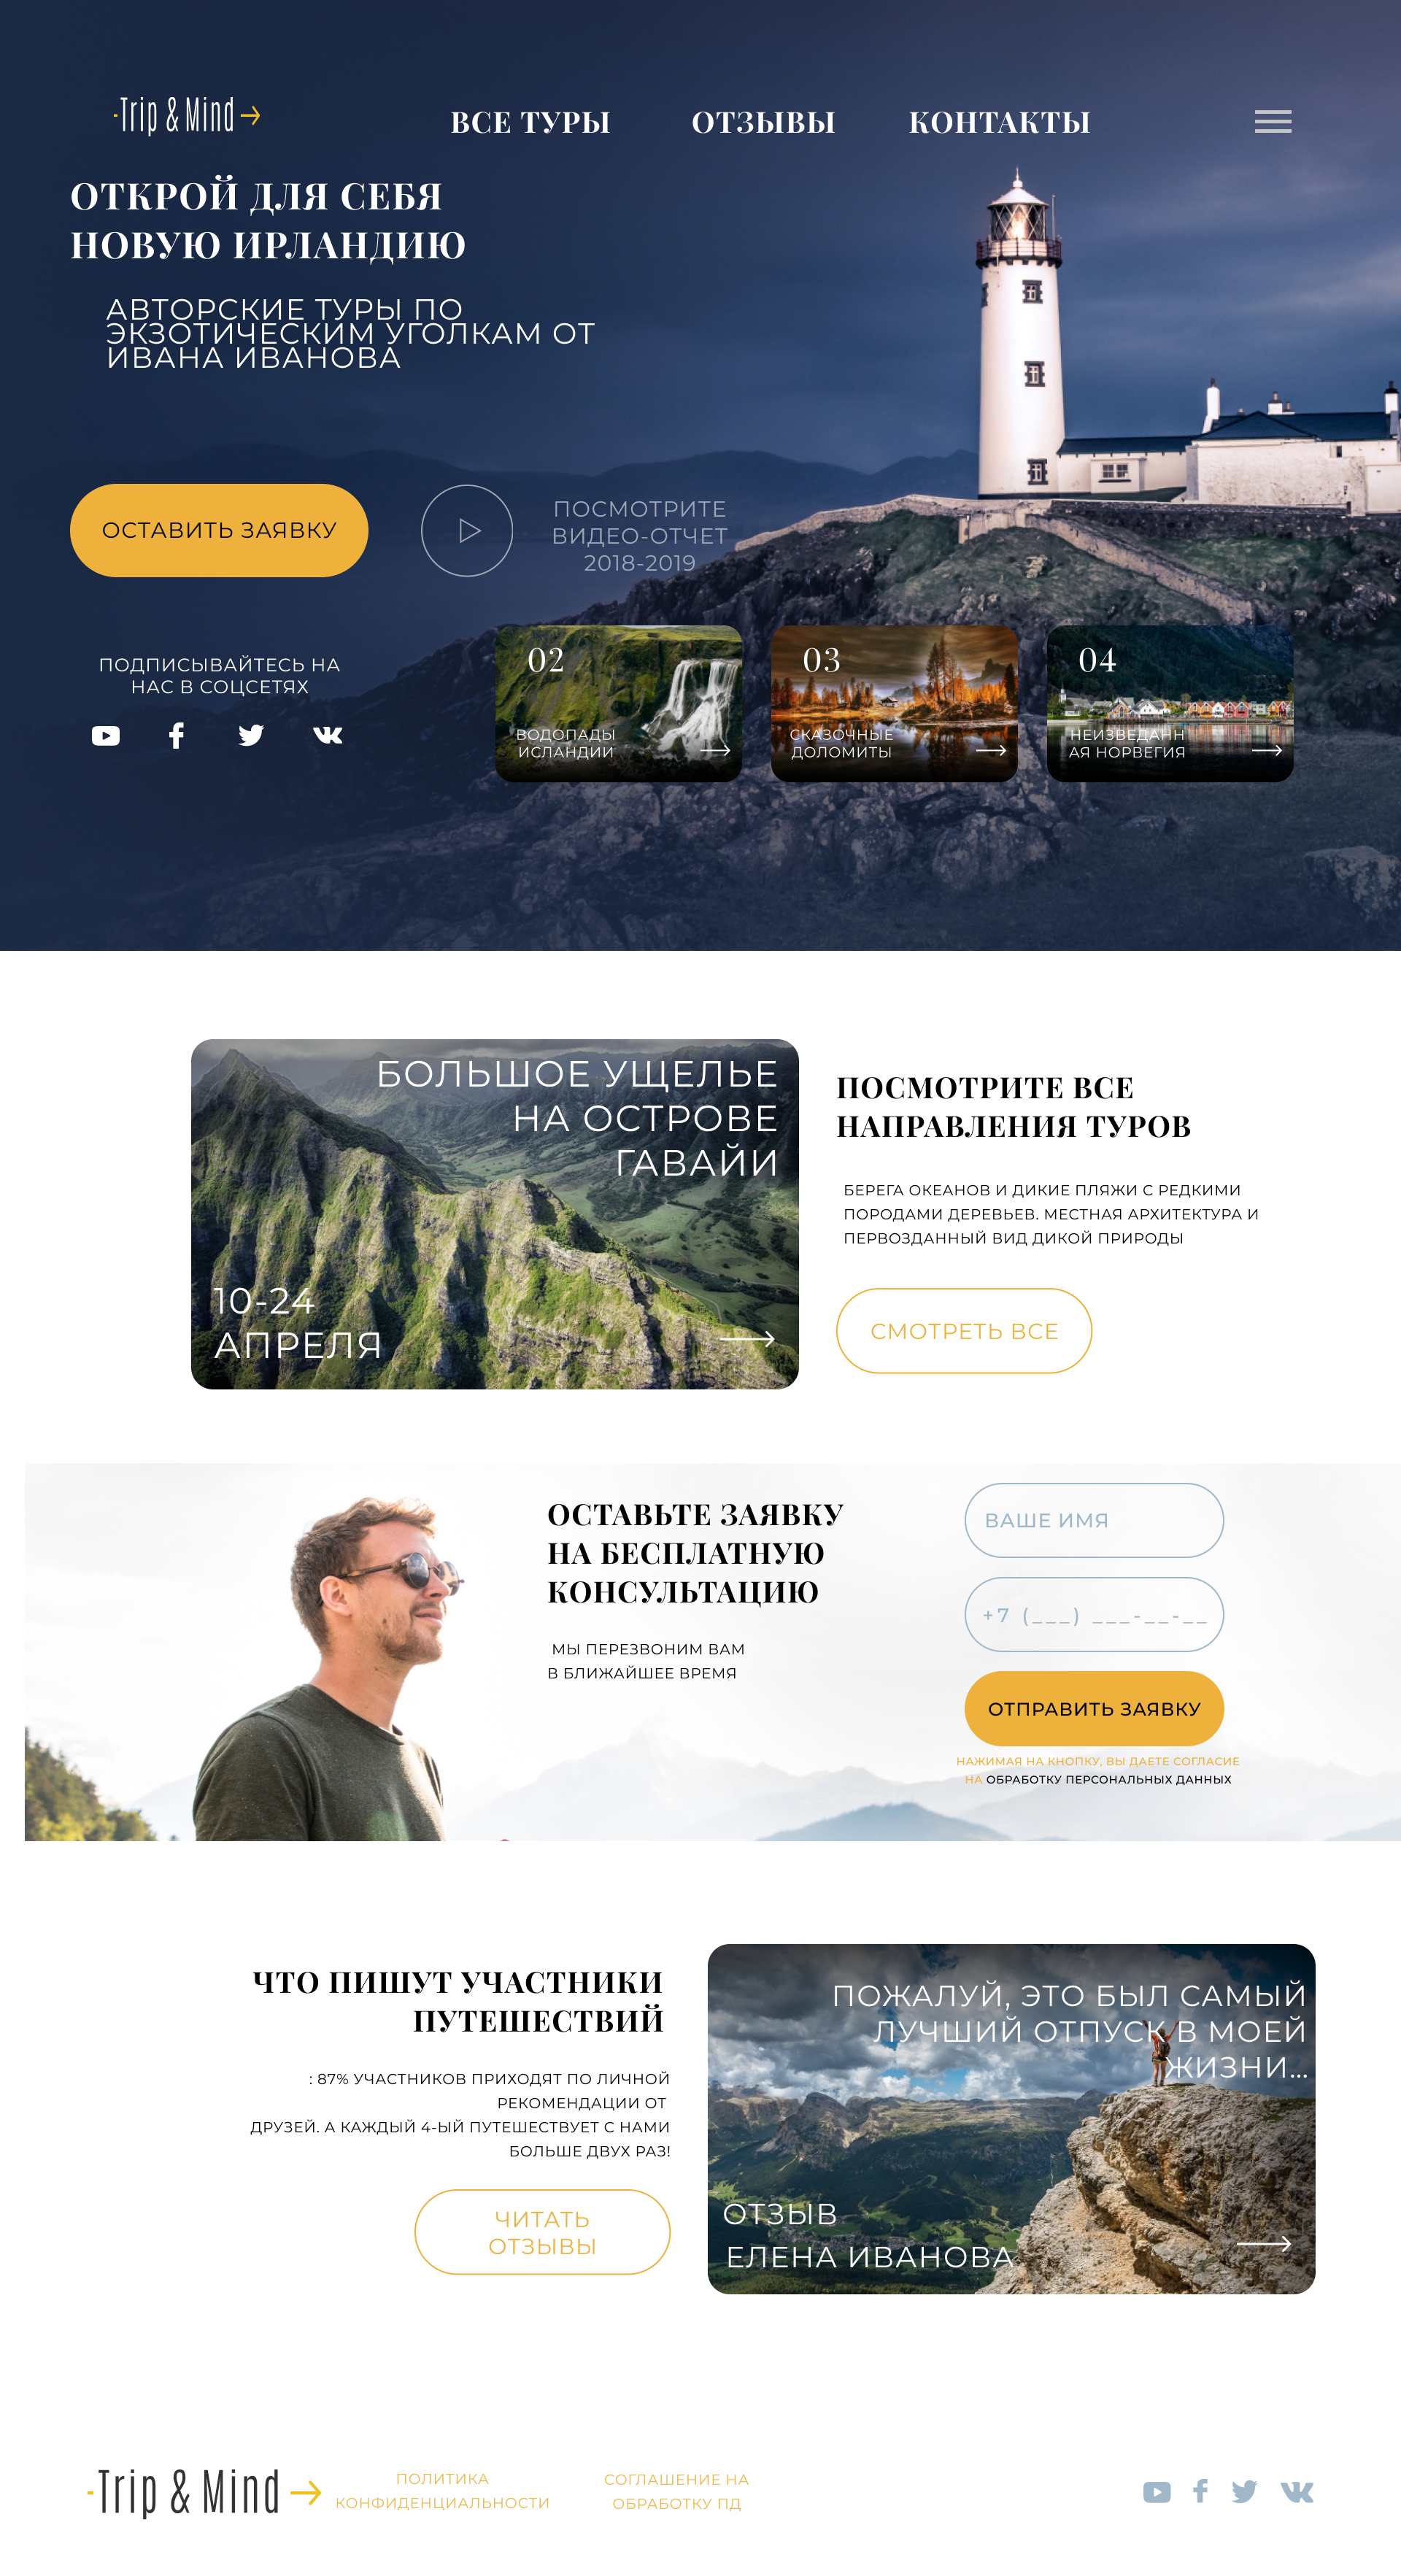 Trip & Mind
ВСЕ ТУРЫ
ОТЗЫВЫ
КОНТАКТЫ
ОТКРОЙ ДЛЯ СЕБЯ
НОВУЮ ИРЛАНДИЮ
АВТОРСКИЕ ТУРЫ ПО
ЭКЗОТИЧЕСКИМ УГОЛКАМ ОТ
ИВАНА ИВАНОВА
ОСТАВИТЬ ЗАЯВКУ
ПОСМОТРИТЕ
ВИДЕО-ОТЧЕТ
2018-2019
ПОДПИСЫВАЙТЕСЬ НА
НАС В СОЦСЕТЯХ
02
ВОДОПАДЫ
ИСЛАНДИИ
03
СКАЗОЧНЫЕ
ДОЛОМИТЫ
04
НЕИЗВЕДАНН
АЯ НОРВЕГИЯ
БОЛЬШОЕ УЩЕЛЬЕ
НА ОСТРОВЕ
ГАВАЙИ
10-24
АПРЕЛЯ
ПОСМОТРИТЕ ВСЕ
НАПРАВЛЕНИЯ ТУРОВ
БЕРЕГА ОКЕАНОВ И ДИКИЕ ПЛЯЖИ С РЕДКИМИ
ПОРОДАМИ ДЕРЕВЬЕВ. МЕСТНАЯ АРХИТЕКТУРА И
ПЕРВОЗДАННЫЙ ВИД ДИКОЙ ПРИРОДЫ
СМОТРЕТЬ ВСЕ
ОСТАВЬТЕ ЗАЯВКУ
НА БЕСПЛАТНУЮ
КОНСУЛЬТАЦИЮ
МЫ ПЕРЕЗВОНИМ ВАМ
В БЛИЖАЙШЕЕ ВРЕМЯ
ВАШЕ ИМЯ
+7 (___) ___-__-__
ОТПРАВИТЬ ЗАЯВКУ
НАЖИМАЯ НА КНОПКУ, ВЫ ДАЕТЕ СОГЛАСИЕ
НА ОБРАБОТКУ ПЕРСОНАЛЬНЫХ ДАННЫХ
ЧТО ПИШУТ УЧАСТНИКИ
ПУТЕШЕСТВИЙ
: 87% УЧАСТНИКОВ ПРИХОДЯТ ПО ЛИЧНОЙ
РЕКОМЕНДАЦИИ ОТ
ДРУЗЕЙ. А КАЖДЫЙ 4-ЫЙ ПУТЕШЕСТВУЕТ С НАМИ
БОЛЬШЕ ДВУХ РАЗ!
ЧИТАТЬ
ОТЗЫВЫ
ПОЖАЛУЙ, ЭТО БЫЛ САМЫЙ
ЛУЧШИЙ ОТПУСК В МОЕЙ
ЖИЗНИ...
ОТЗЫВ
ЕЛЕНА ИВАНОВА
Trip & Mind
ПОЛИТИКА
КОНФИДЕНЦИАЛЬНОСТИ
СОГЛАШЕНИЕ НА
ОБРАБОТКУ ПД